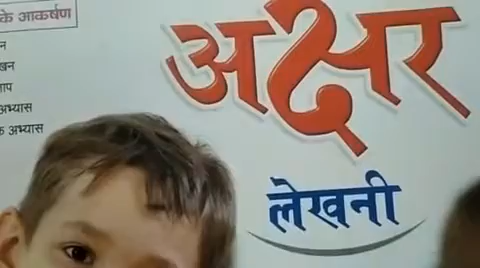 के आकर्षण
अभ्यास
अभ्यास
अक्षर
लेखनी